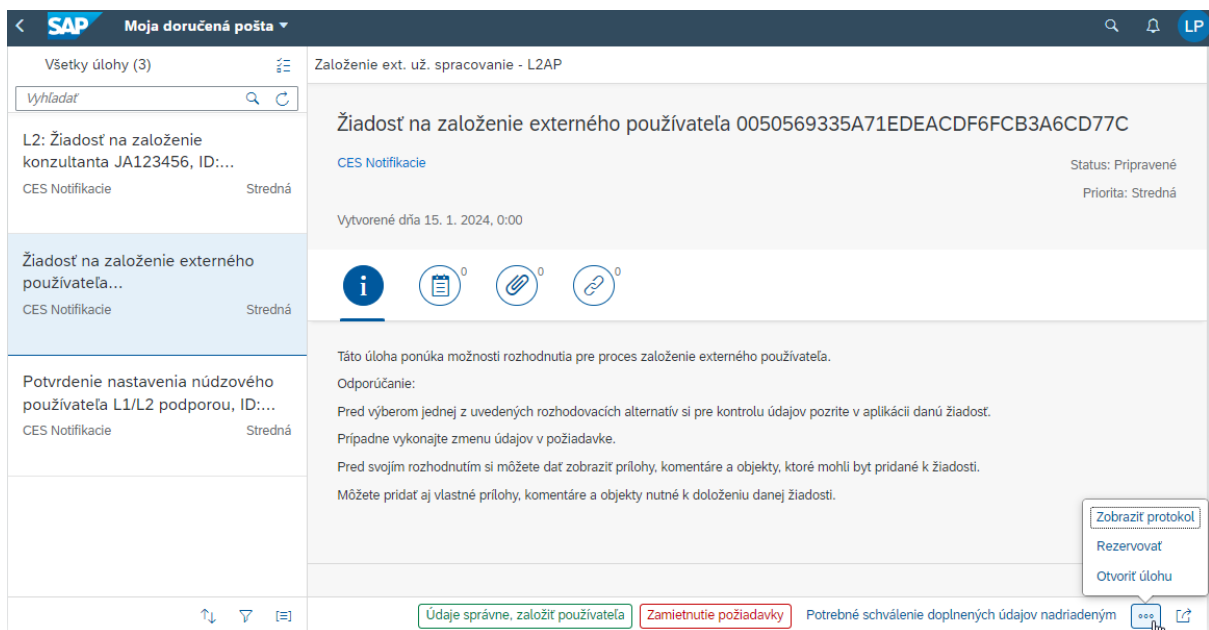 SAP Moja doručená pošta
LP
Všetky úlohy (3)
Vyhľadať
L2: Žiadosť na založenie
konzultanta JA123456, ID:...
CES Notifikacie Stredná
Žiadosť na založenie externého
používateľa...
CES Notifikacie Stredná
Potvrdenie nastavenia núdzového
používateľa L1/L2 podporou, ID:...
CES Notifikacie Stredná
Založenie ext. už. spracovanie - L2AP
Žiadosť na založenie externého používateľa 0050569335A71EDEACDF6FCB3A6CD77C
CES Notifikacie
Status: Pripravené
Priorita: Stredná
Vytvorené dňa 15. 1. 2024, 0:00
0 0 0
Táto úloha ponúka možnosti rozhodnutia pre proces založenie externého používateľa.
Odporúčanie:
Pred výberom jednej z uvedených rozhodovacích alternatív si pre kontrolu údajov pozrite v aplikácii danú žiadosť.
Prípadne vykonajte zmenu údajov v požiadavke.
Pred svojím rozhodnutím si môžete dať zobraziť prílohy, komentáre a objekty, ktoré mohli byt pridané k žiadosti.
Môžete pridať aj vlastné prílohy, komentáre a objekty nutné k doloženiu danej žiadosti.
Zobraziť protokol
Rezervovať
Otvoriť úlohu
Údaje správne, založiť používateľa Zamietnutie požiadavky Potrebné schválenie doplnených údajov nadriadeným